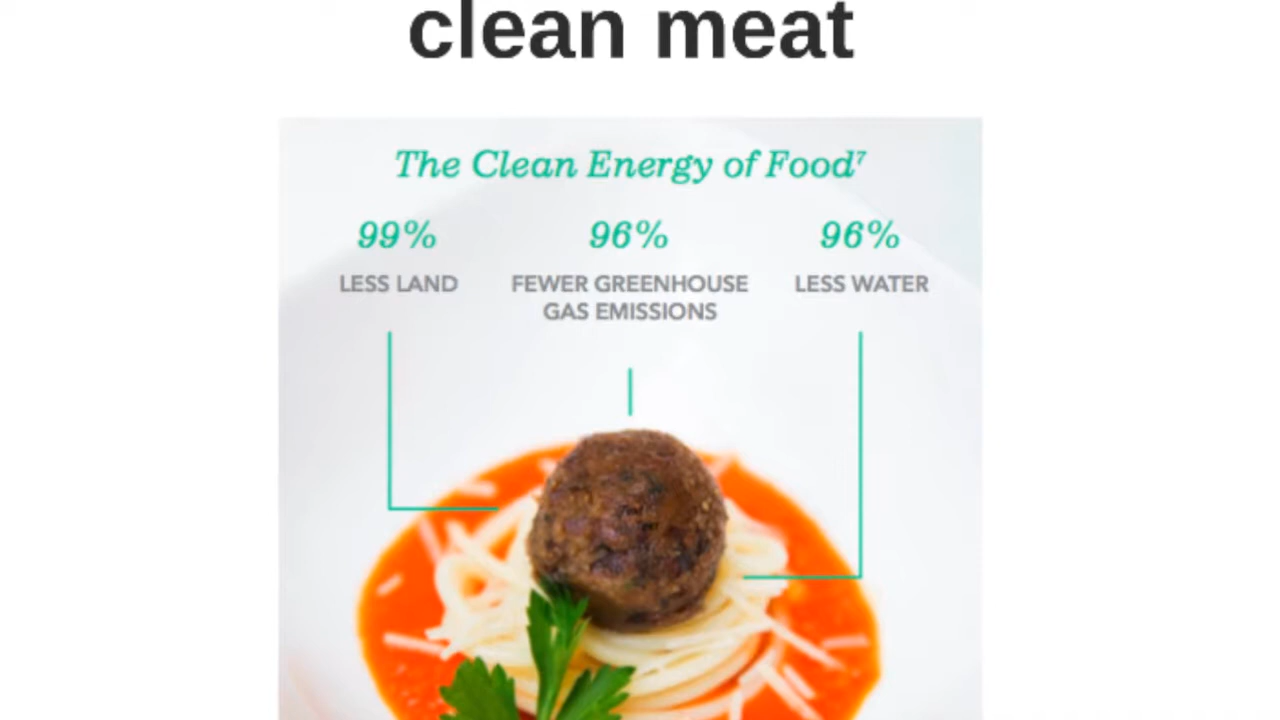 clean meat
The Clean Energy of Food⁷
99%
LESS LAND
96%
FEWER GREENHOUSE
GAS EMISSIONS
96%
LESS WATER